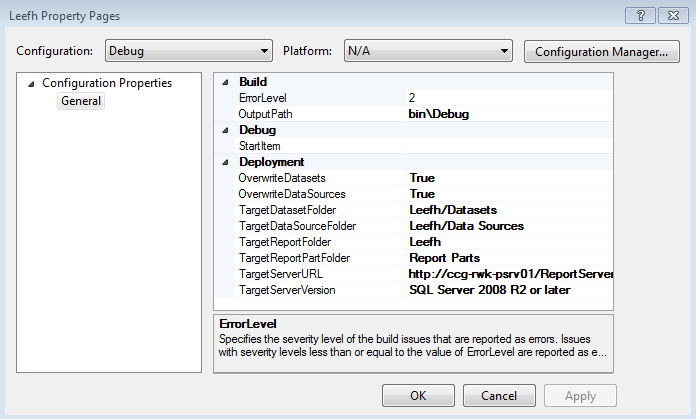 Leefh Property Pages
Configuration: Debug Platform: N/A Configuration Manager...
Configuration Properties
General
Build
ErrorLevel 2
OutputPath bin\Debug
Debug
StartItem
Deployment
OverwriteDatasets True
OverwriteDataSources True
TargetDatasetFolder Leefh/Datasets
TargetDataSourceFolder Leefh/Data Sources
TargetReportFolder Leefh
TargetReportPartFolder Report Parts
TargetServerURL http://ccg-rwk-psrv01/ReportServer
TargetServerVersion SQL Server 2008 R2 or later
ErrorLevel
Specifies the severity level of the build issues that are reported as errors. Issues
with severity levels less than or equal to the value of ErrorLevel are reported as e...
OK Cancel Apply